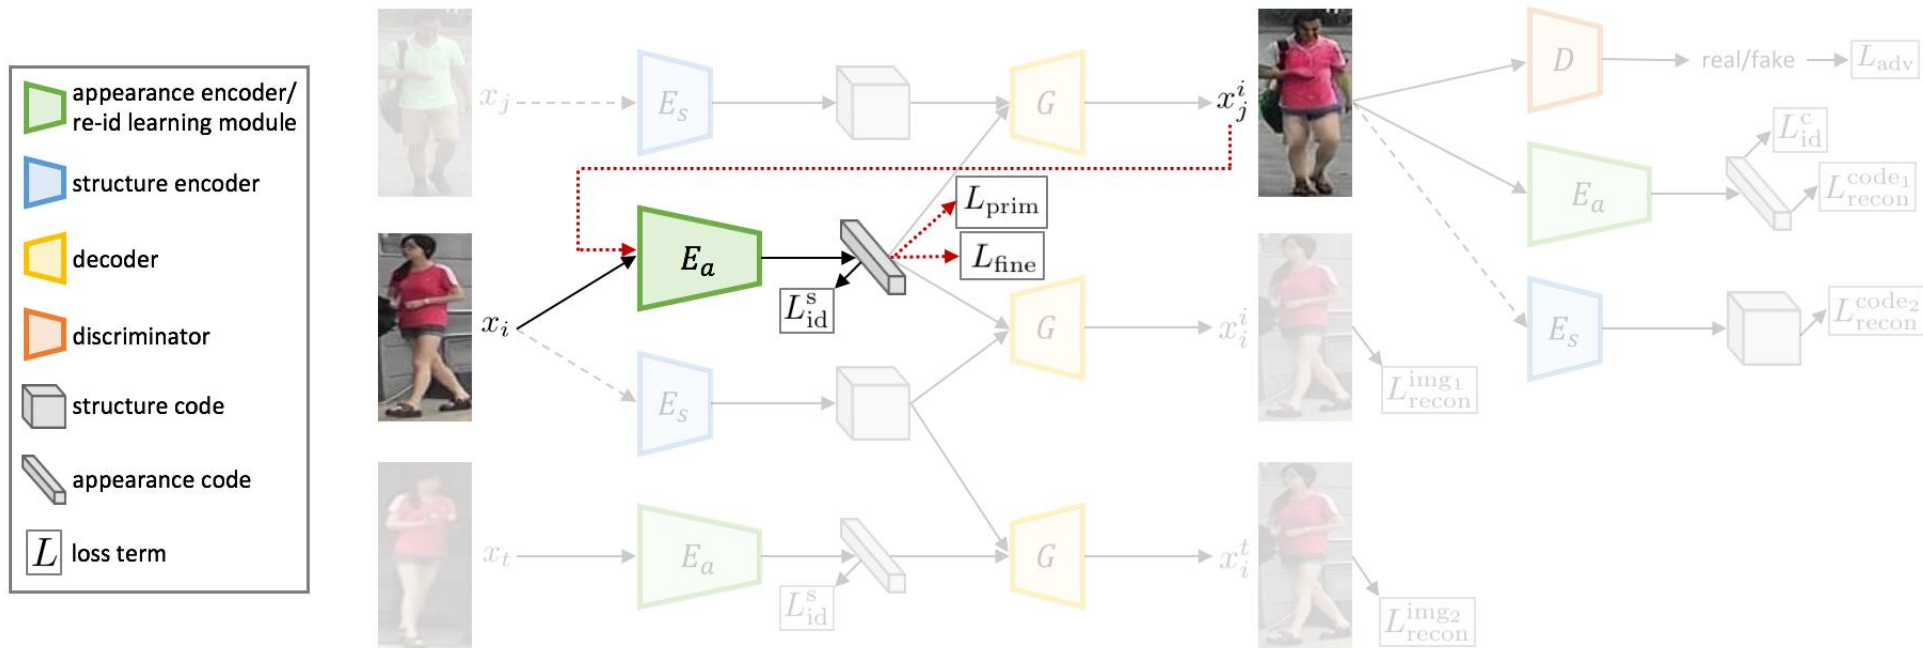 appearance encoder/
re-id learning module
structure encoder
decoder
discriminator
structure code
appearance code
L loss term
x_j
E_s
G
x_j^i
D
real/fake
L_adv
L_id^c
E_a
L_recon^code₁
L_prim
E_a
L_fine
L_id^s
x_i
G
x_i^i
E_s
L_recon^code₂
E_s
L_recon^img₁
x_t
E_a
G
x_i^t
L_id^s
L_recon^img₂